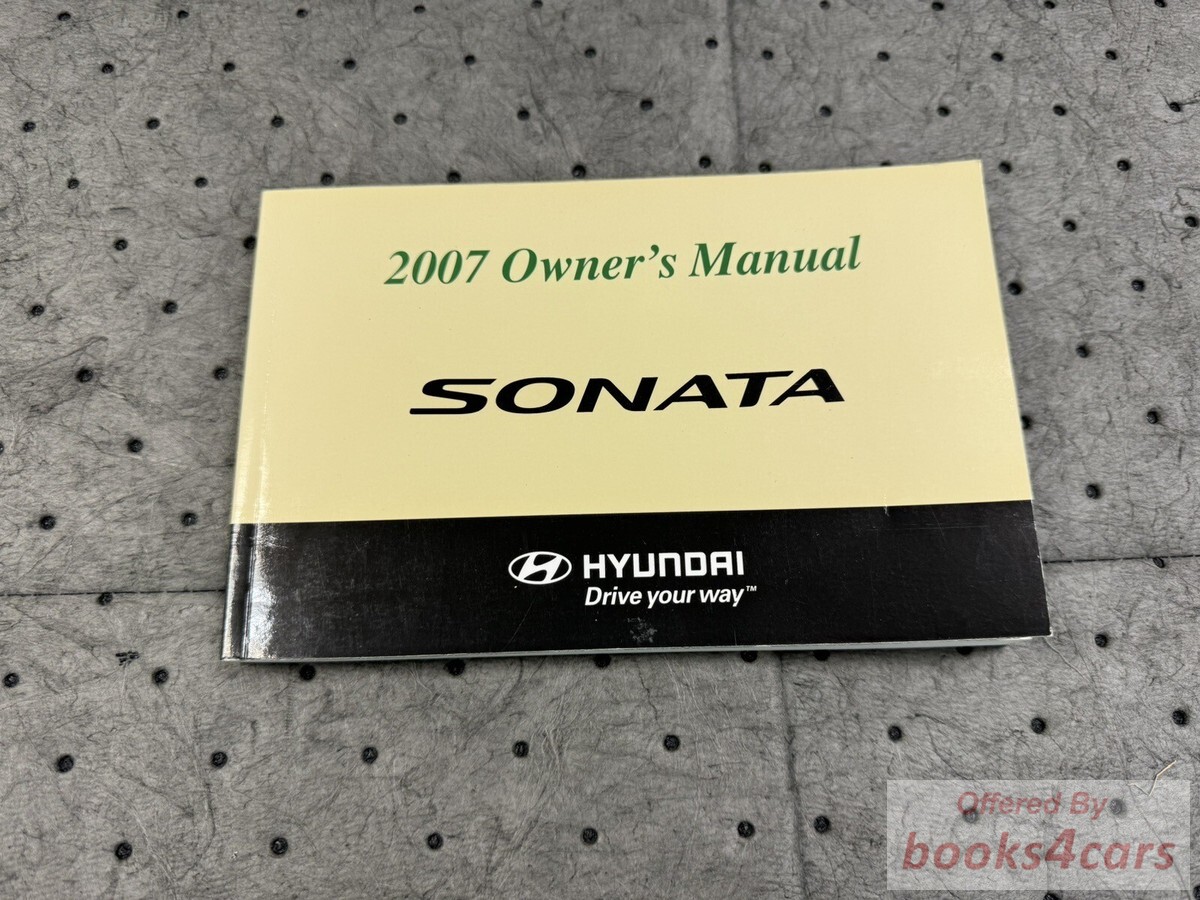 2007 Owner's Manual
SONATA
HYUNDAI
Drive your way™
Offered By
books4cars